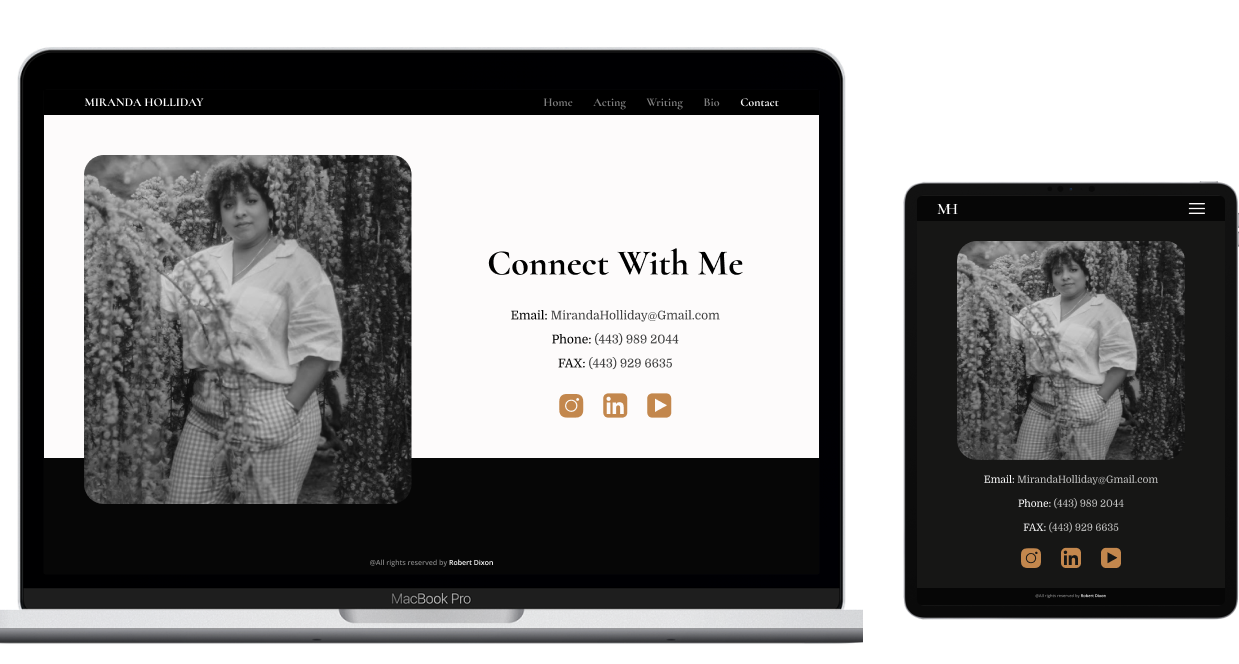 MIRANDA HOLLIDAY
Home Acting Writing Bio Contact
Connect With Me
Email: MirandaHolliday@Gmail.com
Phone: (443) 989 2044
FAX: (443) 929 6635
in
@All rights reserved by Robert Dixon
MacBook Pro
MH
Email: MirandaHolliday@Gmail.com
Phone: (443) 989 2044
FAX: (443) 929 6635
in
@All rights reserved by Robert Dixon